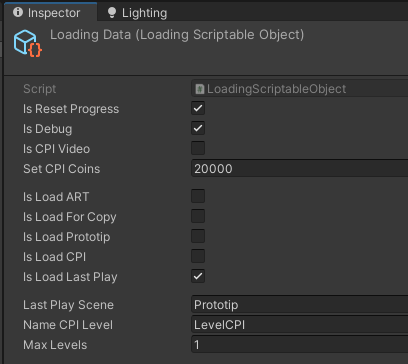 Inspector Lighting
Loading Data (Loading Scriptable Object)
Script LoadingScriptableObject
Is Reset Progress
Is Debug
Is CPI Video
Set CPI Coins 20000
Is Load ART
Is Load For Copy
Is Load Prototip
Is Load CPI
Is Load Last Play
Last Play Scene Prototip
Name CPI Level LevelCPI
Max Levels 1